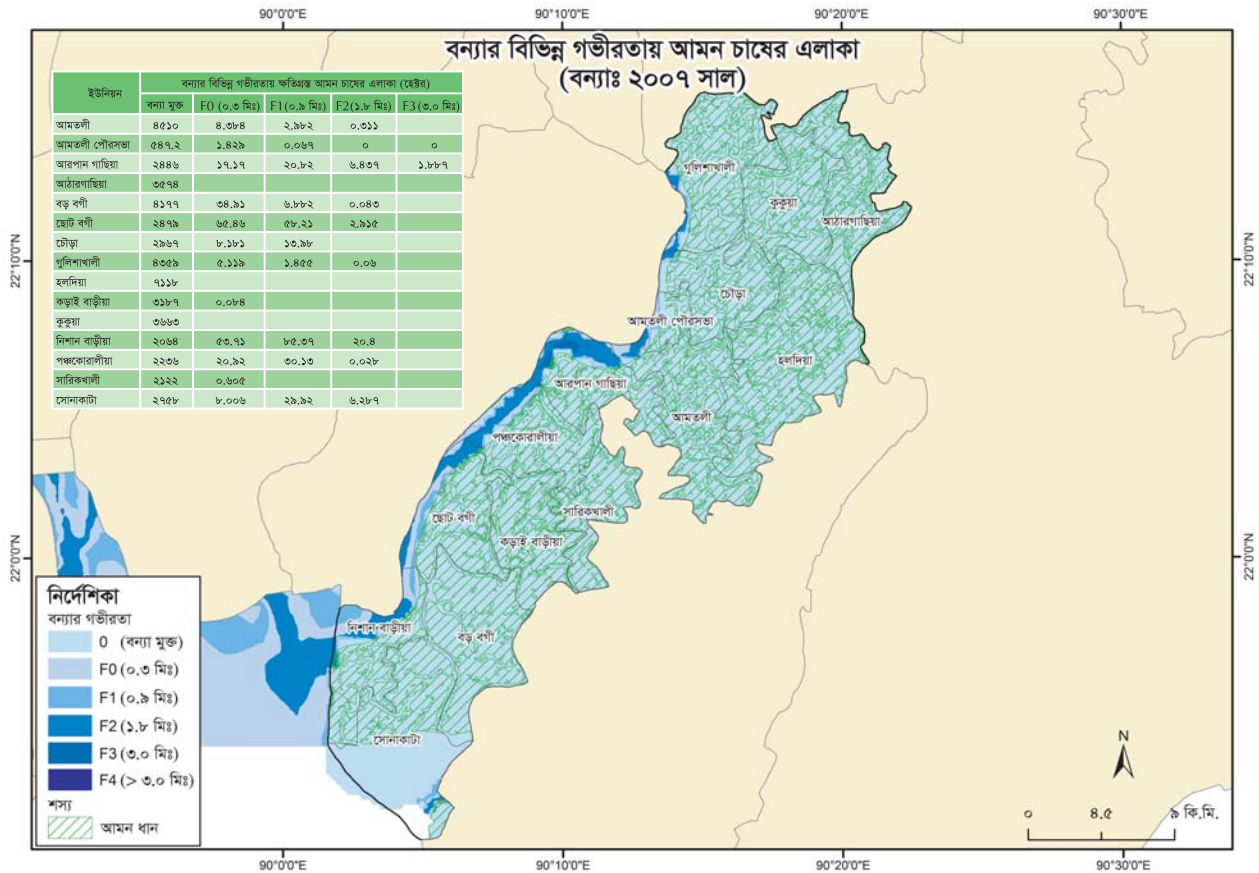 90°0'0"E 90°10'0"E 90°20'0"E 90°30'0"E
বন্যার বিভিন্ন গভীরতায় আমন চাষের এলাকা
(বন্যাঃ ২০০৭ সাল)
ইউনিয়ন বন্যার বিভিন্ন গভীরতায় ক্ষতিগ্রস্ত আমন চাষের এলাকা (হেক্টর)
বন্যা মুক্ত F0 (০.৩ মিঃ) F1(০.৯ মিঃ) F2(১.৮ মিঃ) F3(৩.০ মিঃ)
আমতলী ৪৫১০ ৪.৩৮৪ ২.৯৮২ ০.৩১১
আমতলী পৌরসভা ৫৪৭.২ ১.৪২৯ ০.০৬৭ ০ ০
আরপান গাছিয়া ২৪৪৬ ১৭.১৭ ২০.৮২ ৬.৪৩৭ ১.৮৮৭
আঠারগাছিয়া ৩৫৭৪
বড় বগী ৪১৭৭ ৩৪.৯১ ৬.৮৮২ ০.০৪৩
ছোট বগী ২৪৭৯ ৬৫.৪৬ ৫৮.২১ ২.৯১৫
চৌড়া ২৯৬৭ ৮.১৮১ ১৩.৯৮
গুলিশাখালী ৪৩৫৯ ৫.১১৯ ১.৪৫৫ ০.০৬
হলদিয়া ৭১১৮
কড়াই বাড়ীয়া ৩১৮৭ ০.০৮৪
কুকুয়া ৩৬৬৩
নিশান বাড়ীয়া ২০৬৪ ৫৩.৭১ ৮৫.৩৭ ২০.৪
পঞ্চকোরালীয়া ২২৩৬ ২০.৯২ ৩০.১৩ ০.০২৮
সারিকখালী ২১২২ ০.৬০৫
সোনাকাটা ২৭৫৮ ৮.০০৬ ২৯.৯২ ৬.২৮৭
গুলিশাখালী
কুকুয়া
আঠারগাছিয়া
22°10'0"N 22°10'0"N
চৌড়া
আমতলী পৌরসভা
হলদিয়া
আরপান গাছিয়া
আমতলী
পঞ্চকোরালীয়া
ছোট বগী
সারিকখালী
কড়াই বাড়ীয়া
22°0'0"N 22°0'0"N
নিশান বাড়ীয়া
বড় বগী
সোনাকাটা
নির্দেশিকা
বন্যার গভীরতা
0 (বন্যা মুক্ত)
F0 (০.৩ মিঃ)
F1 (০.৯ মিঃ)
F2 (১.৮ মিঃ)
F3 (৩.০ মিঃ)
F4 (> ৩.০ মিঃ)
শস্য
আমন ধান
N
০ ৪.৫ ৯ কি.মি.
90°0'0"E 90°10'0"E 90°20'0"E 90°30'0"E